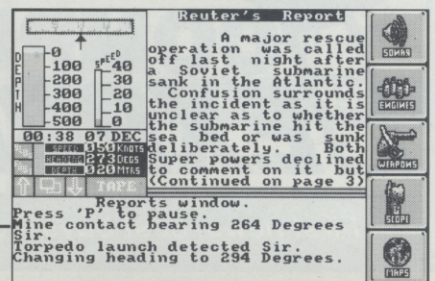 Reuter's Report
A major rescue
operation was called
off last night after
a Soviet submarine
sank in the Atlantic.
Confusion surrounds
the incident as it is
unclear as to whether
the submarine hit the
sea bed or was sunk
deliberately. Both
Super powers declined
to comment on it but
(Continued on page 3)
DEPTH
0
100
200
300
400
500
SPEED
40
30
20
10
0
00:38 07 DEC
SPEED 050 KNOTS
HEADING 273 DEGS
DEPTH 020 MTRS
TAPE
SONAR
ENGINES
WEAPONS
SCOPE
MAPS
Reports window.
Press 'P' to pause.
Mine contact bearing 264 Degrees
Sir.
Torpedo launch detected Sir.
Changing heading to 294 Degrees.